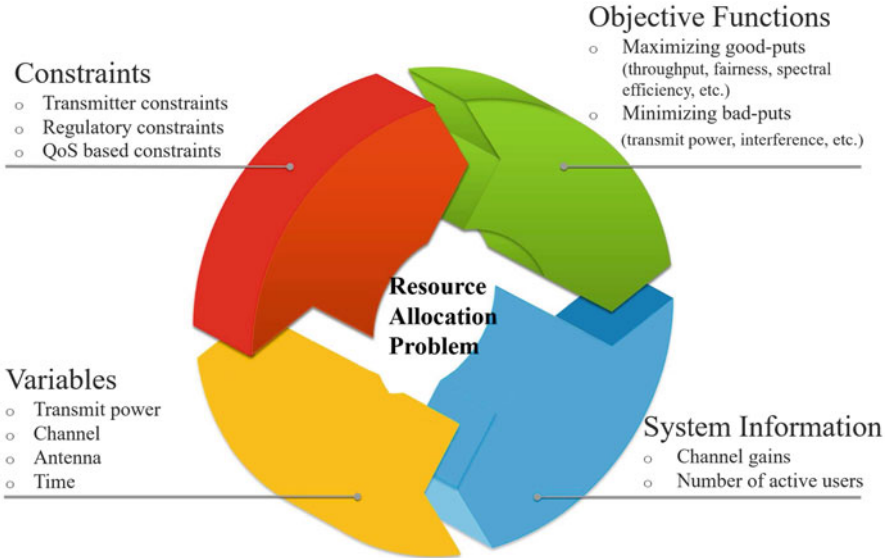 Objective Functions
o Maximizing good-puts
(throughput, fairness, spectral
efficiency, etc.)
o Minimizing bad-puts
(transmit power, interference, etc.)
Constraints
o Transmitter constraints
o Regulatory constraints
o QoS based constraints
Resource
Allocation
Problem
Variables
o Transmit power
o Channel
o Antenna
o Time
System Information
o Channel gains
o Number of active users